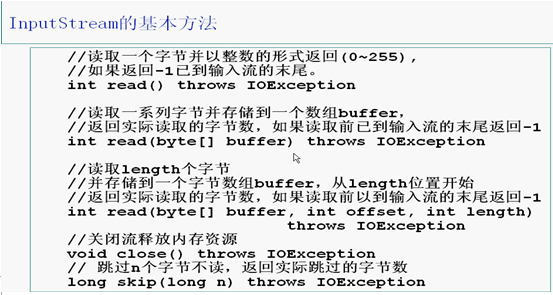 InputStream的基本方法
//读取一个字节并以整数的形式返回(0~255),
//如果返回-1已到输入流的末尾。
int read() throws IOException
//读取一系列字节并存储到一个数组buffer,
//返回实际读取的字节数，如果读取前已到输入流的末尾返回-1
int read(byte[] buffer) throws IOException
//读取length个字节
//并存储到一个字节数组buffer，从length位置开始
//返回实际读取的字节数，如果读取前以到输入流的末尾返回-1
int read(byte[] buffer, int offset, int length)
throws IOException
//关闭流释放内存资源
void close() throws IOException
// 跳过n个字节不读，返回实际跳过的字节数
long skip(long n) throws IOException